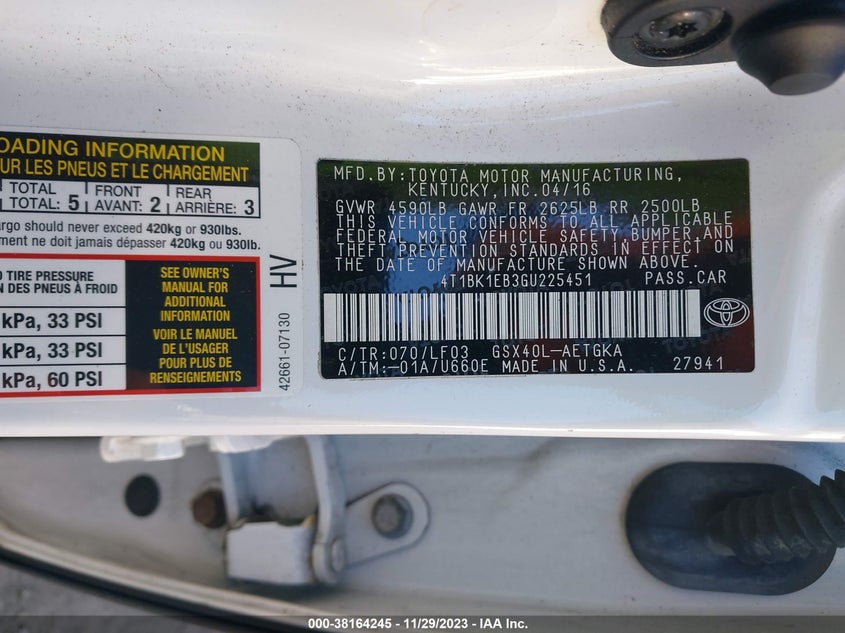 OADING INFORMATION
UR LES PNEUS ET LE CHARGEMENT
TOTAL FRONT REAR
TOTAL: 5 AVANT: 2 ARRIÈRE: 3
argo should never exceed 420kg or 930lbs.
ment ne doit jamais dépasser 420kg ou 930lb.
D TIRE PRESSURE
ON DES PNEUS À FROID
kPa, 33 PSI
kPa, 33 PSI
kPa, 60 PSI
SEE OWNER'S
MANUAL FOR
ADDITIONAL
INFORMATION
VOIR LE MANUEL
DE L'USAGER
POUR PLUS DE
RENSEIGNEMENTS
HV
42661-07130
MFD.BY:TOYOTA MOTOR MANUFACTURING,
KENTUCKY, INC.04/16
GVWR 4590LB GAWR FR 2625LB RR 2500LB
THIS VEHICLE CONFORMS TO ALL APPLICABLE
FEDERAL MOTOR VEHICLE SAFETY BUMPER, AND
THEFT PREVENTION STANDARDS IN EFFECT ON
THE DATE OF MANUFACTURE SHOWN ABOVE.
4T1BK1EB3GU225451 PASS.CAR
TOYOTA
C/TR:070/LF03 GSX40L-AETGKA
A/TM:-01A/U660E MADE IN U.S.A. 27941
000-38164245 - 11/29/2023 - IAA Inc.